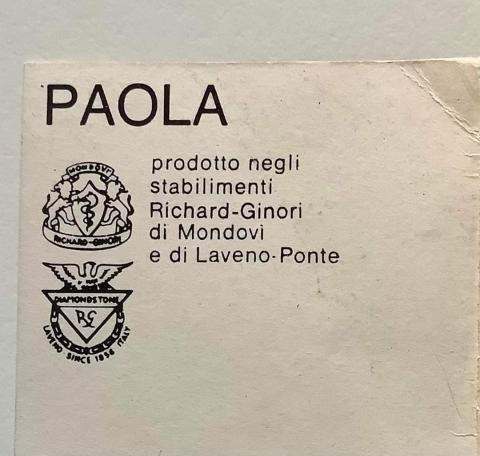 PAOLA
prodotto negli
stabilimenti
Richard-Ginori
di Mondovi
e di Laveno-Ponte
MONDOVI
RICHARD-GINORI
DIAMONDSTONE
RG
LAVENO SINCE 1856 ITALY